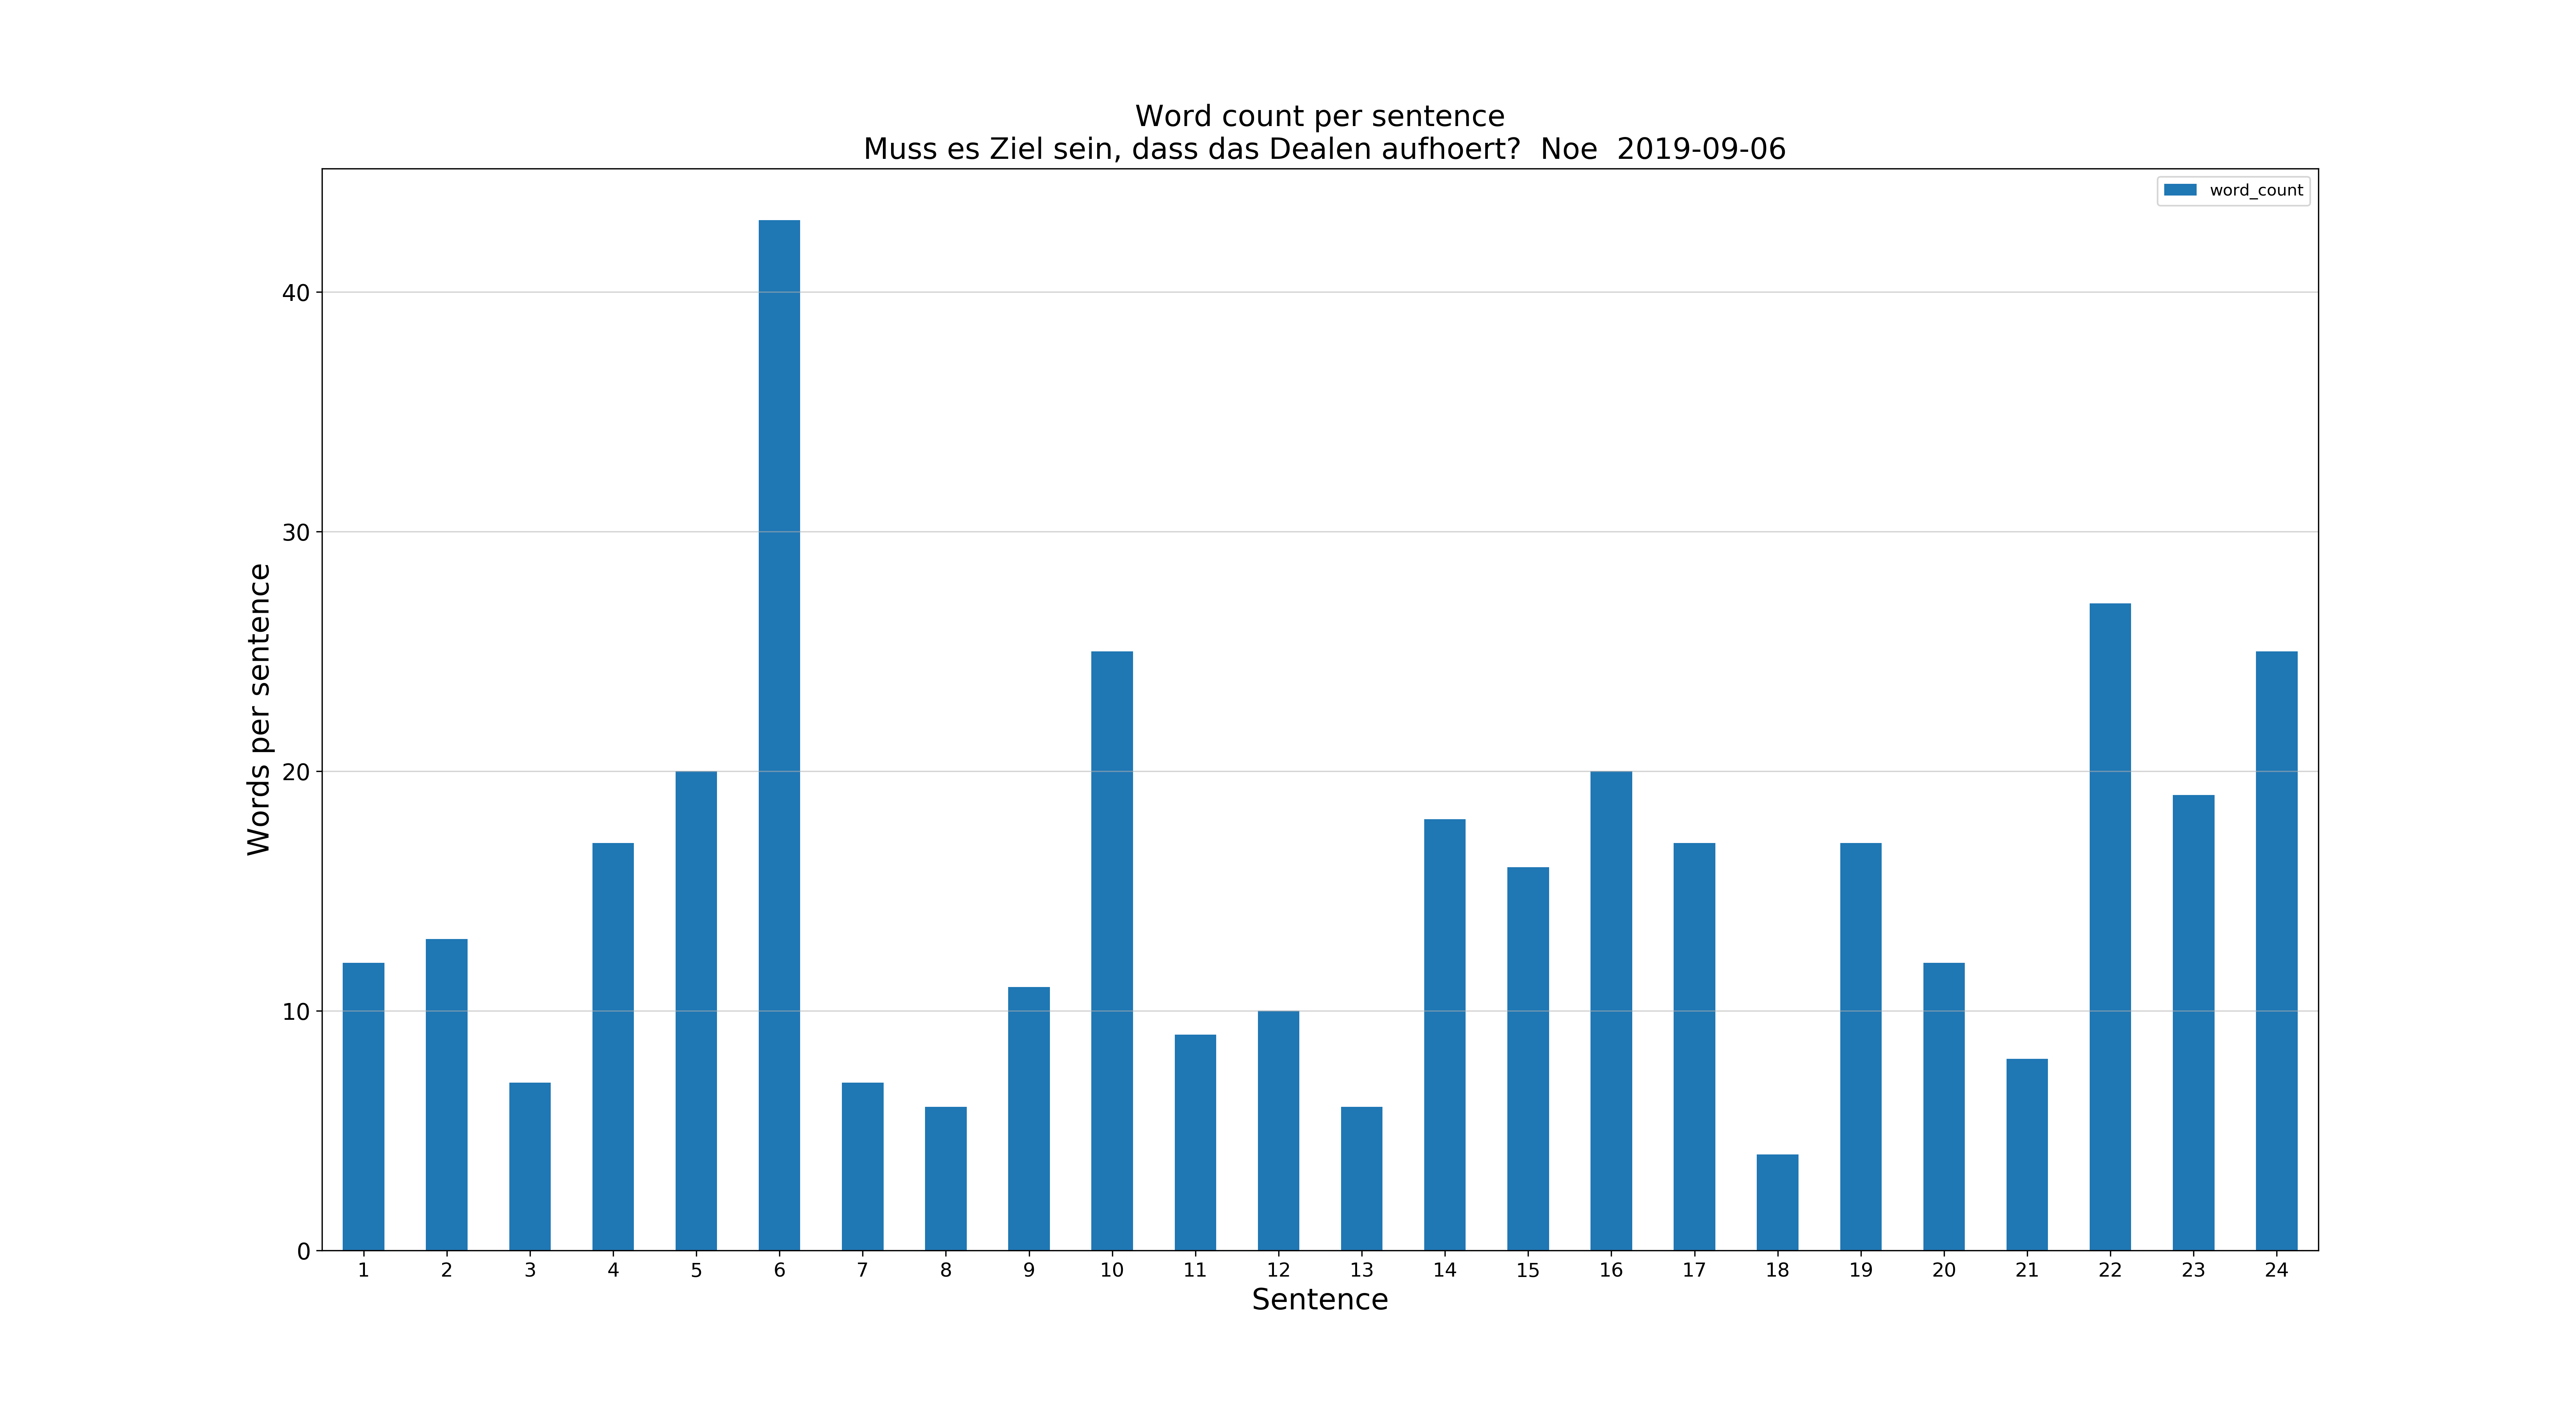 Word count per sentence
Muss es Ziel sein, dass das Dealen aufhoert?  Noe  2019-09-06
word_count
40
30
20
10
0
Words per sentence
1 2 3 4 5 6 7 8 9 10 11 12 13 14 15 16 17 18 19 20 21 22 23 24
Sentence